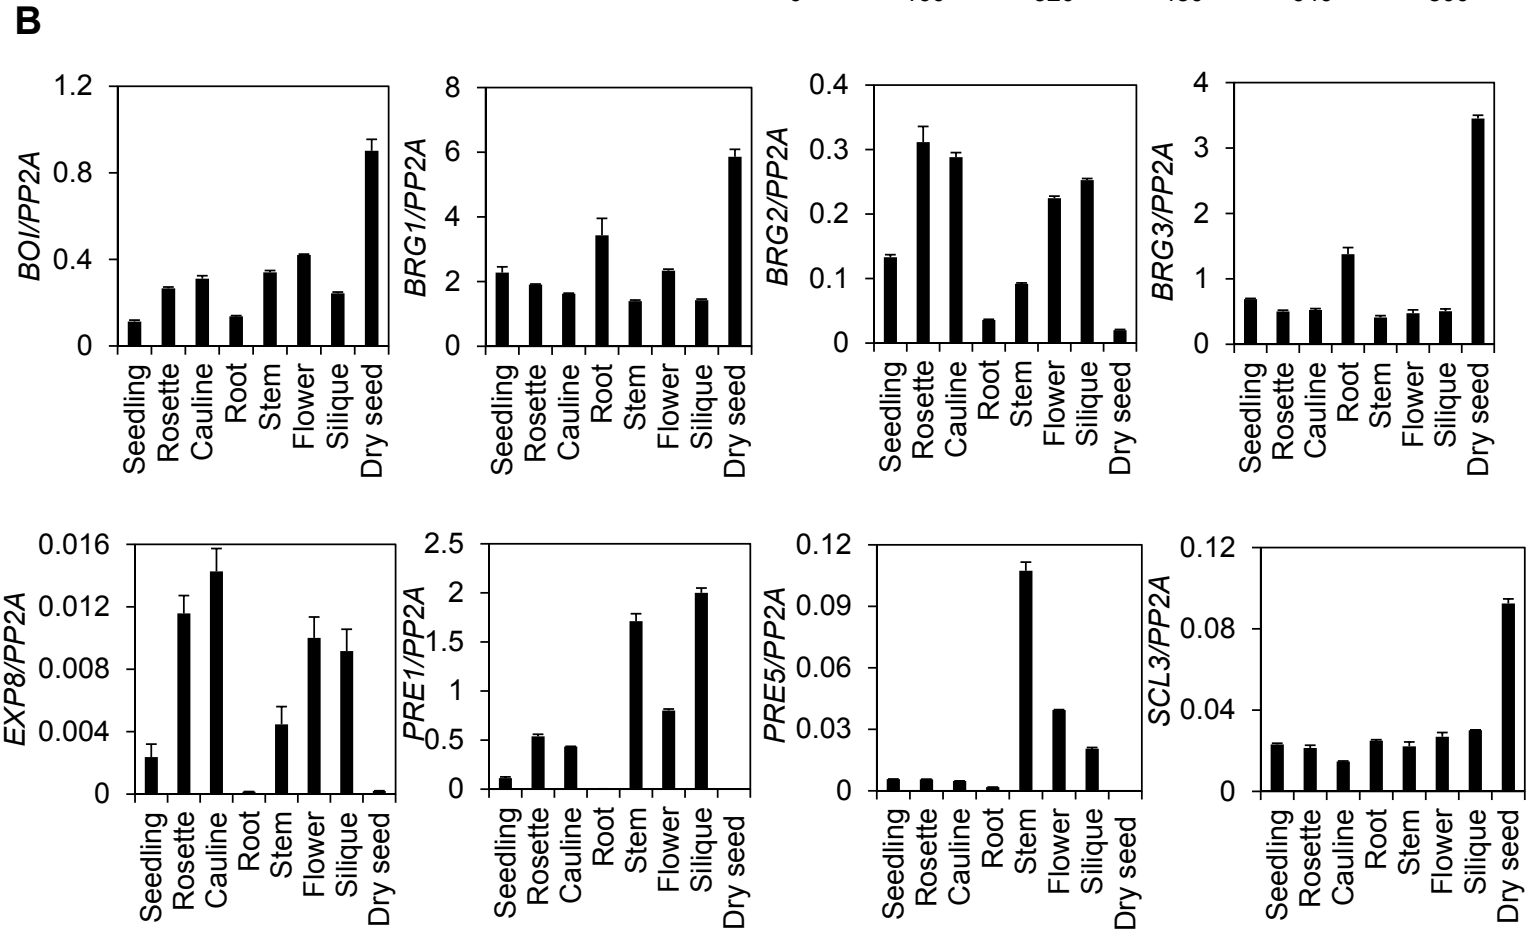 B
BOI/PP2A
1.2
0.8
0.4
0
Seedling
Rosette
Cauline
Root
Stem
Flower
Silique
Dry seed
BRG1/PP2A
8
6
4
2
0
Seedling
Rosette
Cauline
Root
Stem
Flower
Silique
Dry seed
BRG2/PP2A
0.4
0.3
0.2
0.1
0
Seedling
Rosette
Cauline
Root
Stem
Flower
Silique
Dry seed
BRG3/PP2A
4
3
2
1
0
Seedling
Rosette
Cauline
Root
Stem
Flower
Silique
Dry seed
EXP8/PP2A
0.016
0.012
0.008
0.004
0
Seedling
Rosette
Cauline
Root
Stem
Flower
Silique
Dry seed
PRE1/PP2A
2.5
2
1.5
1
0.5
0
Seedling
Rosette
Cauline
Root
Stem
Flower
Silique
Dry seed
PRE5/PP2A
0.12
0.09
0.06
0.03
0
Seedling
Rosette
Cauline
Root
Stem
Flower
Silique
Dry seed
SCL3/PP2A
0.12
0.08
0.04
0
Seedling
Rosette
Cauline
Root
Stem
Flower
Silique
Dry seed